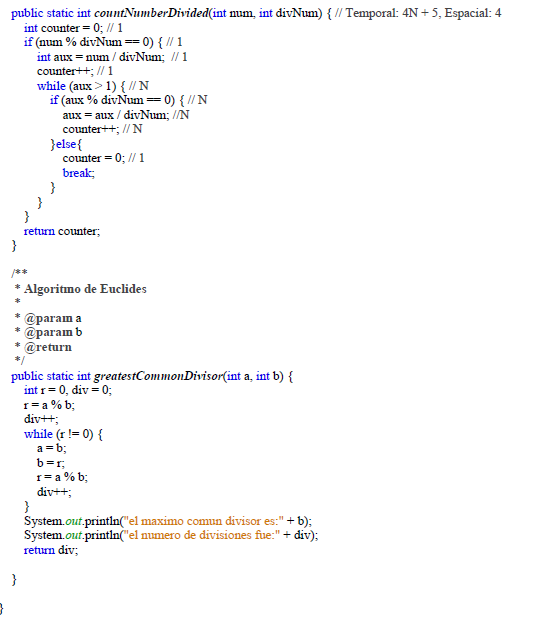 public static int countNumberDivided(int num, int divNum) { // Temporal: 4N + 5, Espacial: 4
int counter = 0; // 1
if (num % divNum == 0) { // 1
int aux = num / divNum; // 1
counter++; // 1
while (aux > 1) { // N
if (aux % divNum == 0) { // N
aux = aux / divNum; //N
counter++; // N
}else{
counter = 0; // 1
break;
}
}
}
return counter;
}
/**
* Algoritmo de Euclides
*
* @param a
* @param b
* @return
*/
public static int greatestCommonDivisor(int a, int b) {
int r = 0, div = 0;
r = a % b;
div++;
while (r != 0) {
a = b;
b = r;
r = a % b;
div++;
}
System.out.println("el maximo comun divisor es:" + b);
System.out.println("el numero de divisiones fue:" + div);
return div;
}
}